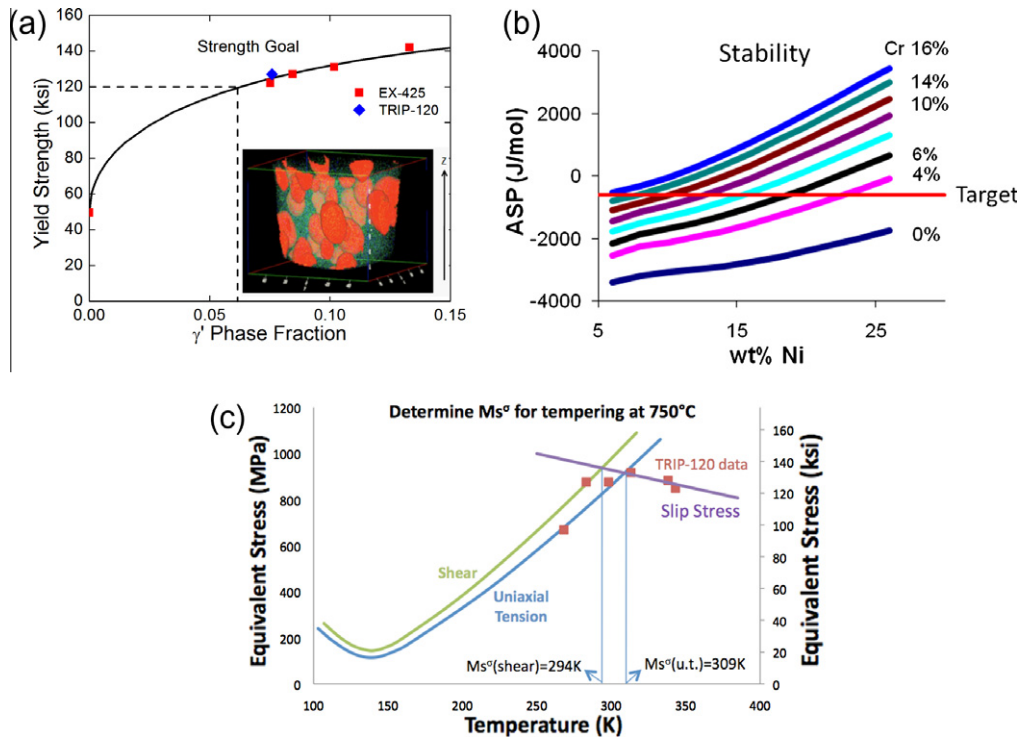 (a)
160
140
120
100
80
60
40
20
0
Yield Strength (ksi)
Strength Goal
EX-425
TRIP-120
z
0.00
0.05
0.10
0.15
γ' Phase Fraction
(b)
Stability
4000
2000
0
-2000
-4000
ASP (J/mol)
Cr 16%
14%
10%
6%
4%
Target
0%
5
15
25
wt% Ni
(c)
Determine Msσ for tempering at 750°C
1200
1000
800
600
400
200
0
Equivalent Stress (MPa)
TRIP-120 data
Slip Stress
Shear
Uniaxial
Tension
Msσ(shear)=294K
Msσ(u.t.)=309K
160
140
120
100
80
60
40
20
0
Equivalent Stress (ksi)
100
150
200
250
300
350
400
Temperature (K)